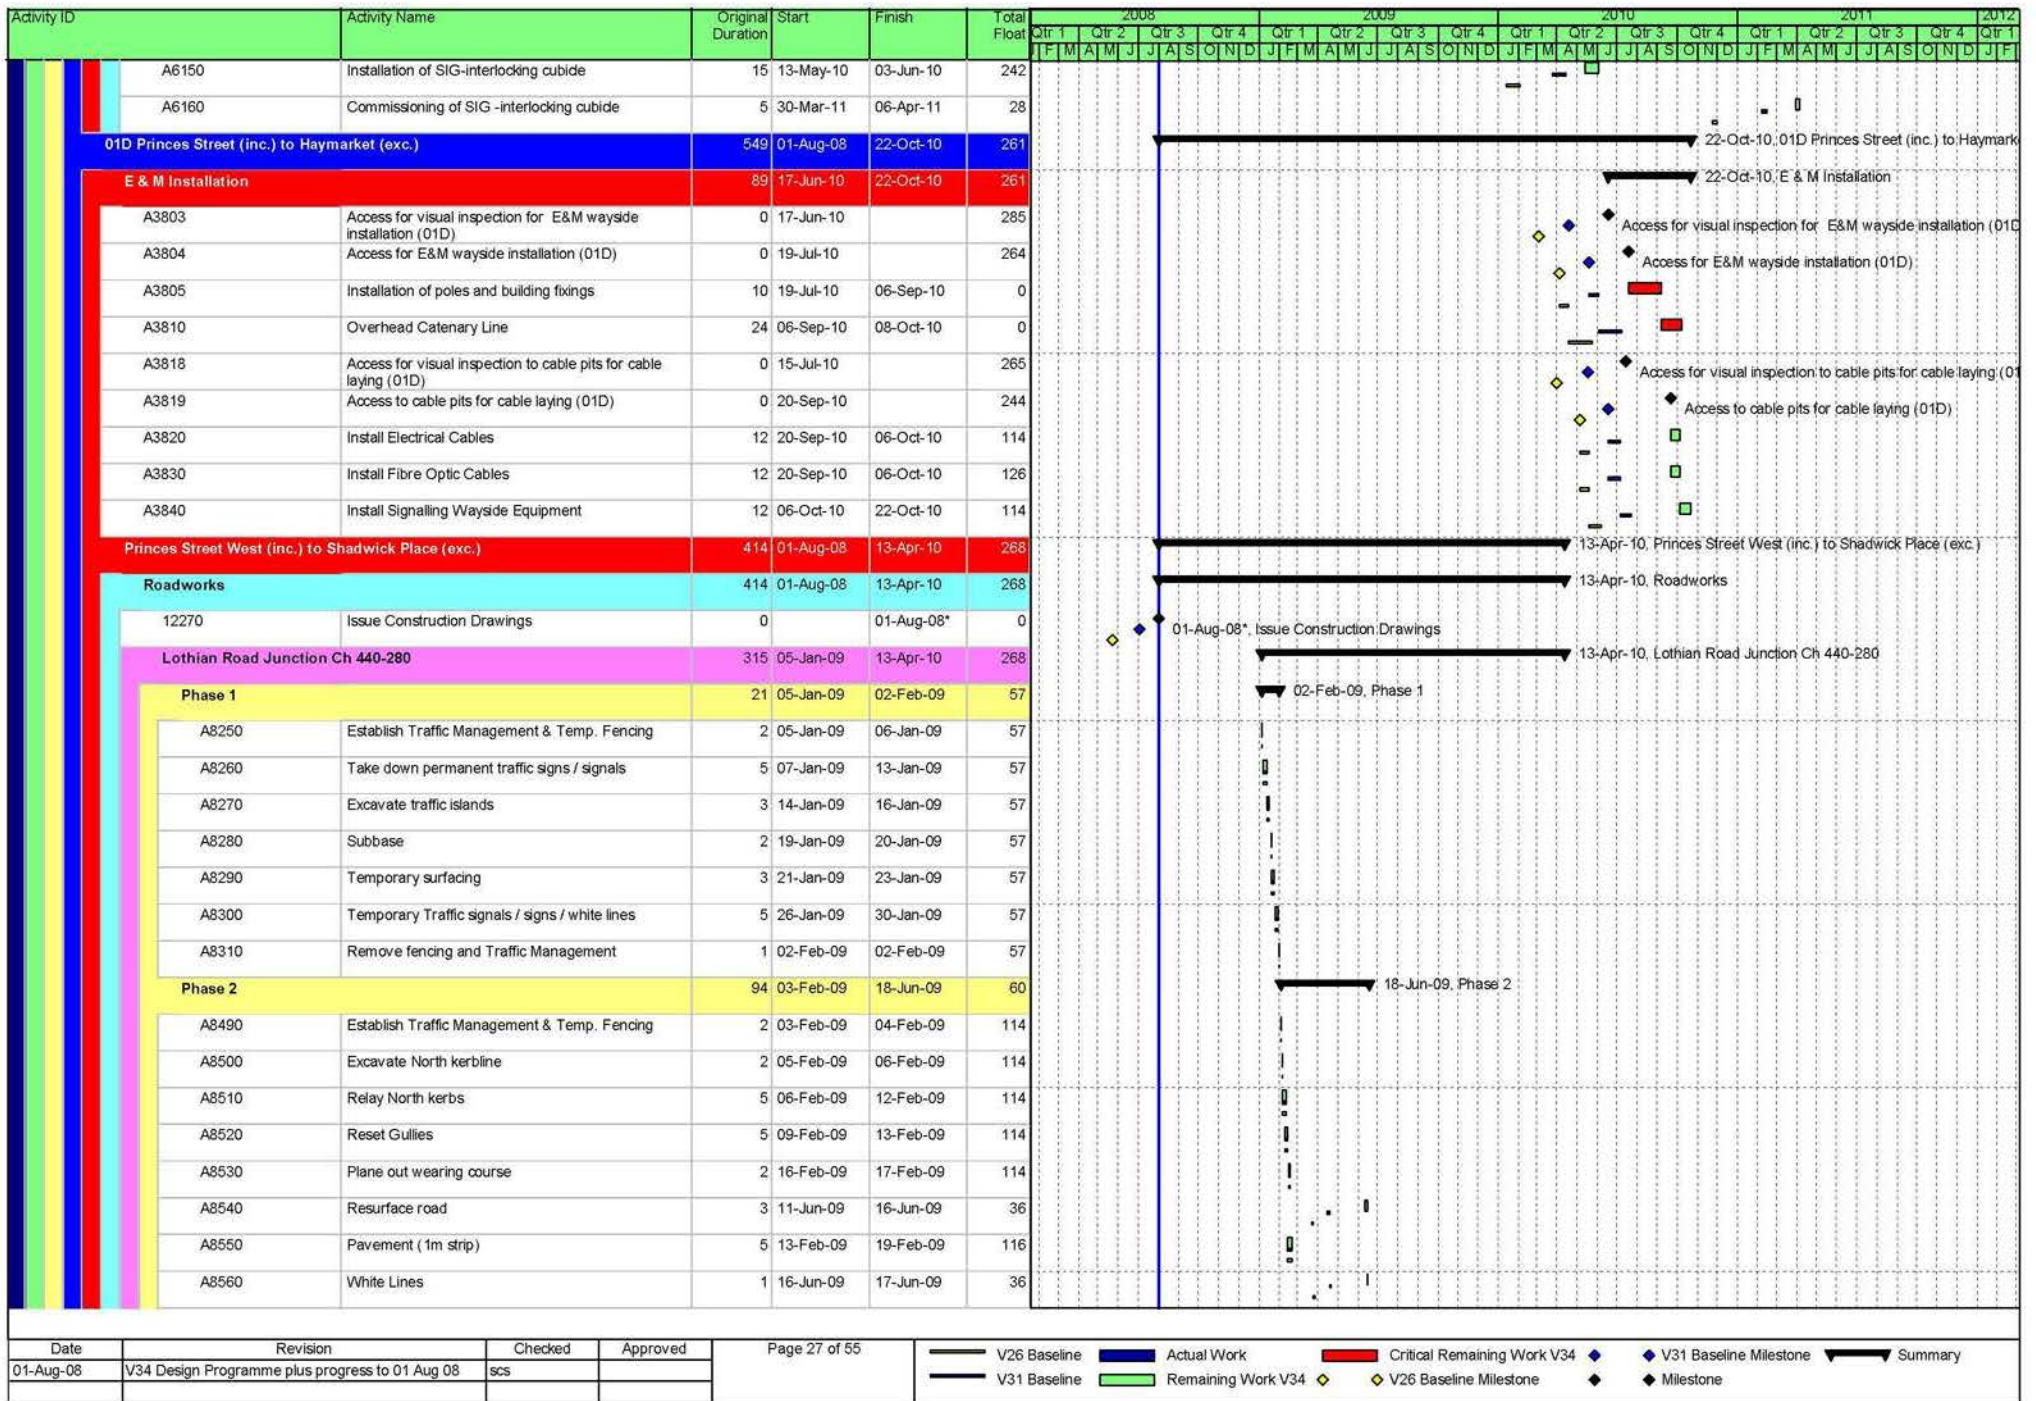 Activity ID Activity Name Original Duration Start Finish Total Float
2008 2009 2010 2011 2012
Qtr 1 Qtr 2 Qtr 3 Qtr 4 Qtr 1 Qtr 2 Qtr 3 Qtr 4 Qtr 1 Qtr 2 Qtr 3 Qtr 4 Qtr 1 Qtr 2 Qtr 3 Qtr 4 Qtr 1
J F M A M J J A S O N D J F M A M J J A S O N D J F M A M J J A S O N D J F M A M J J A S O N D J F
A6150 Installation of SIG-interlocking cubide 15 13-May-10 03-Jun-10 242
A6160 Commissioning of SIG -interlocking cubide 5 30-Mar-11 06-Apr-11 28
01D Princes Street (inc.) to Haymarket (exc.) 549 01-Aug-08 22-Oct-10 261 22-Oct-10, 01D Princes Street (inc.) to Haymark
E & M Installation 89 17-Jun-10 22-Oct-10 261 22-Oct-10, E & M Installation
A3803 Access for visual inspection for E&M wayside installation (01D) 0 17-Jun-10 285 Access for visual inspection for E&M wayside installation (01D
A3804 Access for E&M wayside installation (01D) 0 19-Jul-10 264 Access for E&M wayside installation (01D)
A3805 Installation of poles and building fixings 10 19-Jul-10 06-Sep-10 0
A3810 Overhead Catenary Line 24 06-Sep-10 08-Oct-10 0
A3818 Access for visual inspection to cable pits for cable laying (01D) 0 15-Jul-10 265 Access for visual inspection to cable pits for cable laying (01
A3819 Access to cable pits for cable laying (01D) 0 20-Sep-10 244 Access to cable pits for cable laying (01D)
A3820 Install Electrical Cables 12 20-Sep-10 06-Oct-10 114
A3830 Install Fibre Optic Cables 12 20-Sep-10 06-Oct-10 126
A3840 Install Signalling Wayside Equipment 12 06-Oct-10 22-Oct-10 114
Princes Street West (inc.) to Shadwick Place (exc.) 414 01-Aug-08 13-Apr-10 268 13-Apr-10, Princes Street West (inc.) to Shadwick Place (exc.)
Roadworks 414 01-Aug-08 13-Apr-10 268 13-Apr-10, Roadworks
12270 Issue Construction Drawings 0 01-Aug-08* 0 01-Aug-08*, Issue Construction Drawings
Lothian Road Junction Ch 440-280 315 05-Jan-09 13-Apr-10 268 13-Apr-10, Lothian Road Junction Ch 440-280
Phase 1 21 05-Jan-09 02-Feb-09 57 02-Feb-09, Phase 1
A8250 Establish Traffic Management & Temp. Fencing 2 05-Jan-09 06-Jan-09 57
A8260 Take down permanent traffic signs / signals 5 07-Jan-09 13-Jan-09 57
A8270 Excavate traffic islands 3 14-Jan-09 16-Jan-09 57
A8280 Subbase 2 19-Jan-09 20-Jan-09 57
A8290 Temporary surfacing 3 21-Jan-09 23-Jan-09 57
A8300 Temporary Traffic signals / signs / white lines 5 26-Jan-09 30-Jan-09 57
A8310 Remove fencing and Traffic Management 1 02-Feb-09 02-Feb-09 57
Phase 2 94 03-Feb-09 18-Jun-09 60 18-Jun-09, Phase 2
A8490 Establish Traffic Management & Temp. Fencing 2 03-Feb-09 04-Feb-09 114
A8500 Excavate North kerbline 2 05-Feb-09 06-Feb-09 114
A8510 Relay North kerbs 5 06-Feb-09 12-Feb-09 114
A8520 Reset Gullies 5 09-Feb-09 13-Feb-09 114
A8530 Plane out wearing course 2 16-Feb-09 17-Feb-09 114
A8540 Resurface road 3 11-Jun-09 16-Jun-09 36
A8550 Pavement (1m strip) 5 13-Feb-09 19-Feb-09 116
A8560 White Lines 1 16-Jun-09 17-Jun-09 36
Date Revision Checked Approved Page 27 of 55
01-Aug-08 V34 Design Programme plus progress to 01 Aug 08 scs
V26 Baseline Actual Work Critical Remaining Work V34 V31 Baseline Milestone Summary
V31 Baseline Remaining Work V34 V26 Baseline Milestone Milestone